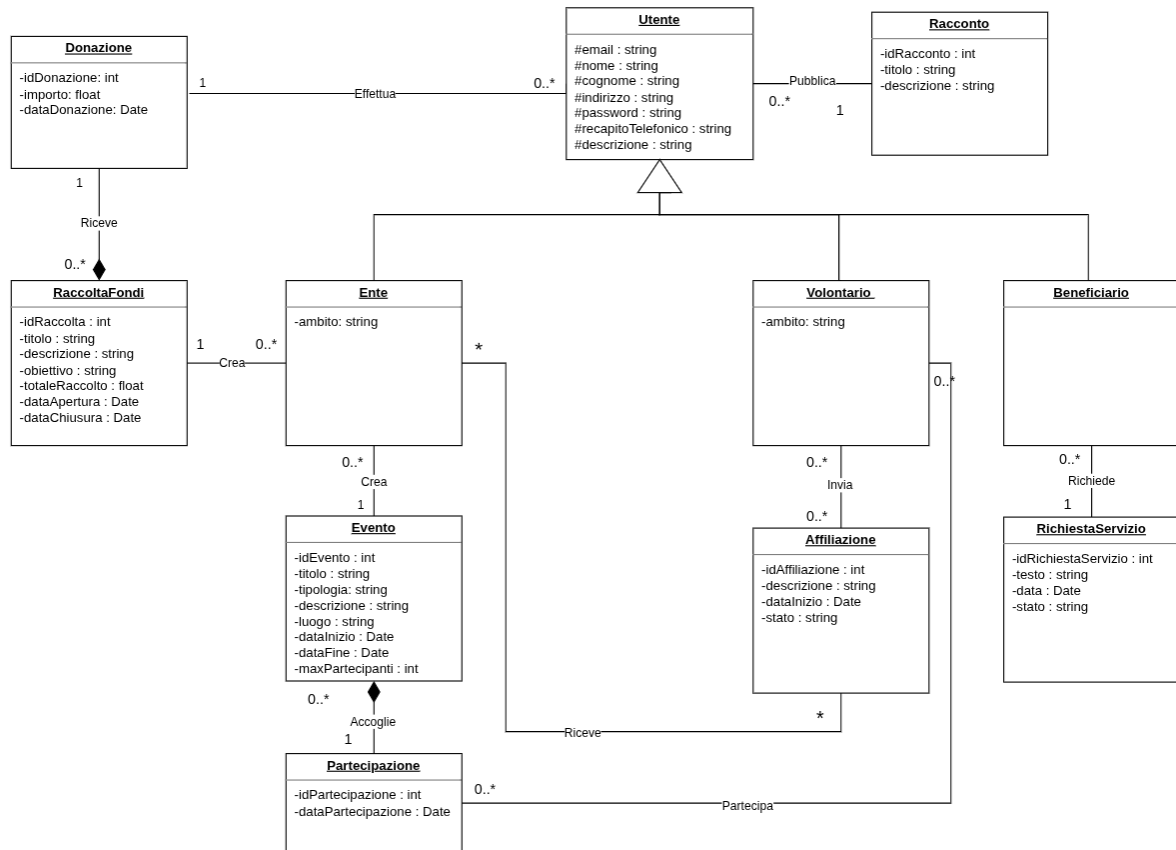 Donazione
-idDonazione: int
-importo: float
-dataDonazione: Date
1
Effettua
0..*
Utente
#email : string
#nome : string
#cognome : string
#indirizzo : string
#password : string
#recapitoTelefonico : string
#descrizione : string
Pubblica
0..*
1
Racconto
-idRacconto : int
-titolo : string
-descrizione : string
1
Riceve
0..*
RaccoltaFondi
-idRaccolta : int
-titolo : string
-descrizione : string
-obiettivo : string
-totaleRaccolto : float
-dataApertura : Date
-dataChiusura : Date
1
Crea
0..*
Ente
-ambito: string
*
Volontario
-ambito: string
0..*
Beneficiario
0..*
Crea
1
0..*
Invia
0..*
0..*
Richiede
1
Evento
-idEvento : int
-titolo : string
-tipologia: string
-descrizione : string
-luogo : string
-dataInizio : Date
-dataFine : Date
-maxPartecipanti : int
Affiliazione
-idAffiliazione : int
-descrizione : string
-dataInizio : Date
-stato : string
RichiestaServizio
-idRichiestaServizio : int
-testo : string
-data : Date
-stato : string
0..*
Accoglie
1
*
Riceve
Partecipazione
-idPartecipazione : int
-dataPartecipazione : Date
0..*
Partecipa